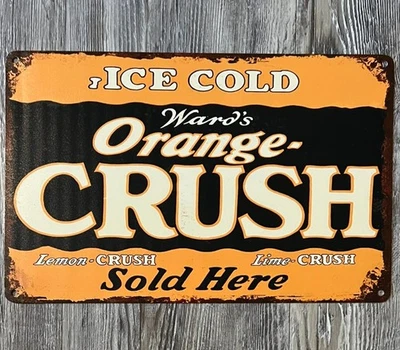 ICE COLD
Ward's
Orange-
CRUSH
Lemon-CRUSH Lime-CRUSH
Sold Here